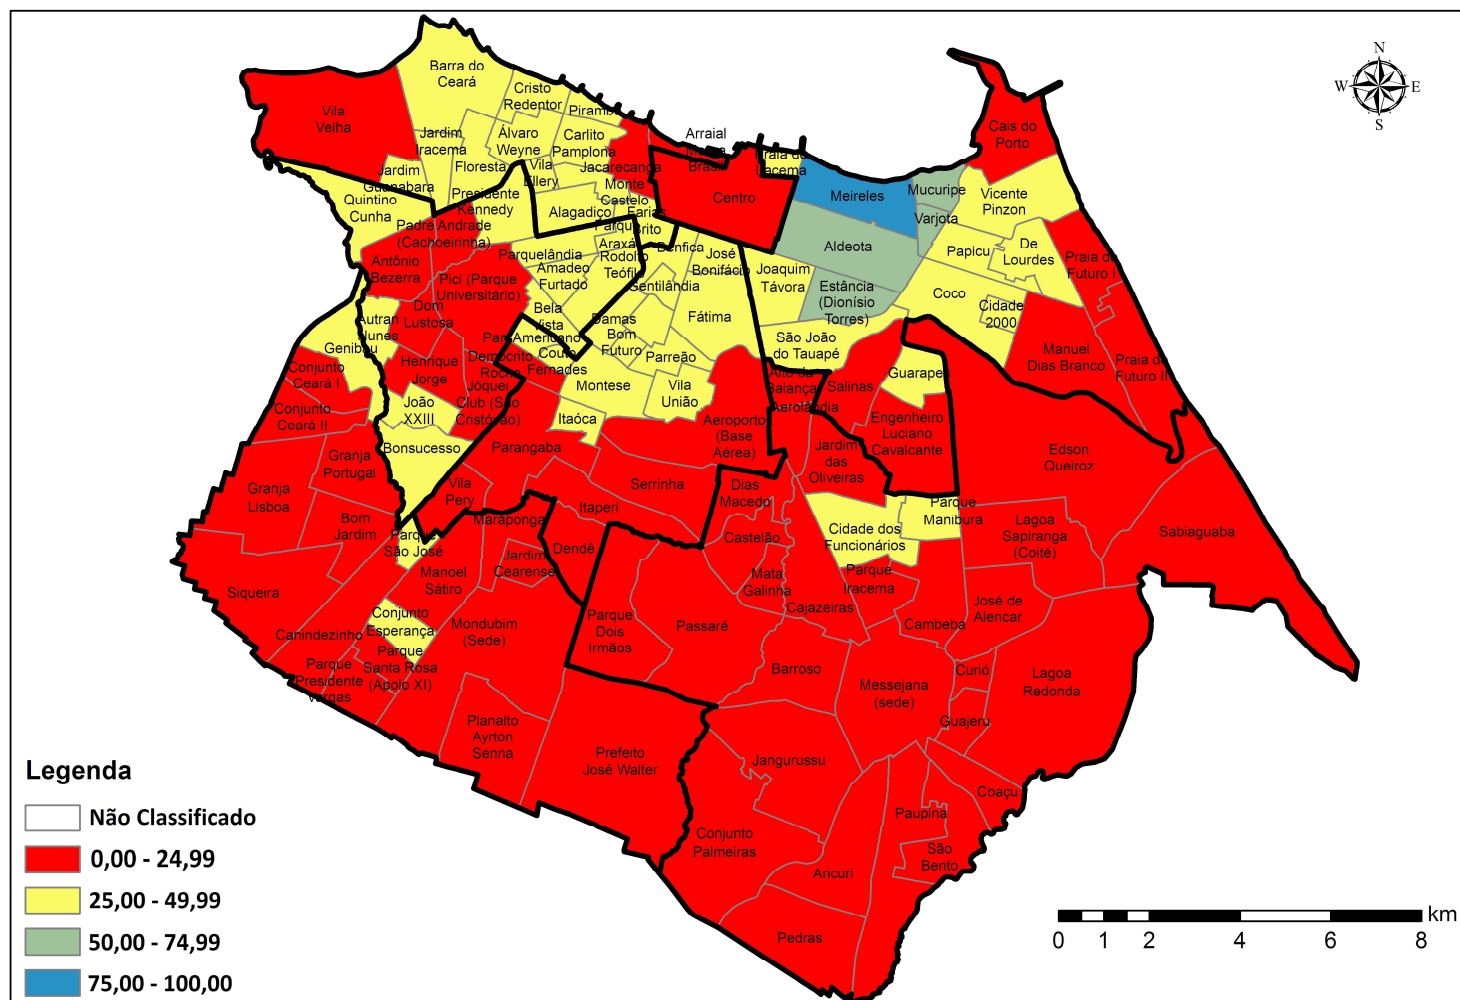 N
W
E
S
Barra do
Ceará
Cristo
Redentor
Vila
Velha
Jardim
Iracema
Álvaro
Weyne
Carlito
Pamplona
Floresta
Vila
Ellery
Jacarecanga
Arraial
Brasil
Iracema
Cais do
Porto
Jardim
Guanabara
Quintino
Cunha
Presidente
Kennedy
Monte
Castelo
Alagadiço
Farias
Brito
Centro
Meireles
Mucuripe
Varjota
Vicente
Pinzon
Padre
Andrade
(Cachoeirinha)
Araxá
Antônio
Bezerra
Parquelândia
Amadeo
Furtado
Rodolfo
Teófilo
Benfica
José
Bonifácio
Gentilândia
Joaquim
Távora
Aldeota
Papicu
De
Lourdes
Praia do
Futuro I
Pici (Parque
Universitário)
Estância
(Dionísio
Torres)
Coco
Cidade
2000
Dom
Lustosa
Bela
Vista
Damas
Bom
Futuro
Fátima
Autran
Nunes
Genibaú
Americano
Couto
Fernades
Parreão
São João
do Tauapé
Manuel
Dias Branco
Praia do
Futuro II
Conjunto
Ceará I
Henrique
Jorge
Demócrito
Rocha
Jóquei
Club (São
Cristóvão)
Montese
Vila
União
Alto da
Balança
Aerolândia
Salinas
Guarapes
Conjunto
Ceará II
João
XXIII
Itaóca
Aeroporto
(Base
Aérea)
Engenheiro
Luciano
Cavalcante
Bonsucesso
Parangaba
Granja
Portugal
Granja
Lisboa
Vila
Pery
Serrinha
Dias
Macedo
Jardim
das
Oliveiras
Edson
Queiroz
Bom
Jardim
Parque
São José
Maraponga
Itaperi
Castelão
Cidade dos
Funcionários
Parque
Manibura
Lagoa
Sapiranga
(Coité)
Sabiaguaba
Manoel
Sátiro
Jardim
Cearense
Dendê
Mata
Galinha
Parque
Iracema
Siqueira
Conjunto
Esperança
Mondubim
(Sede)
Parque
Dois
Irmãos
Passaré
Cajazeiras
Cambeba
José de
Alencar
Canindezinho
Parque
Santa Rosa
(Apolo XI)
Parque
Presidente
Vargas
Barroso
Messejana
(sede)
Curió
Lagoa
Redonda
Guajeru
Planalto
Ayrton
Senna
Prefeito
José Walter
Jangurussu
Coaçu
Paupina
Conjunto
Palmeiras
São
Bento
Ancuri
Pedras
Legenda
Não Classificado
0,00 - 24,99
25,00 - 49,99
50,00 - 74,99
75,00 - 100,00
km
0 1 2 4 6 8